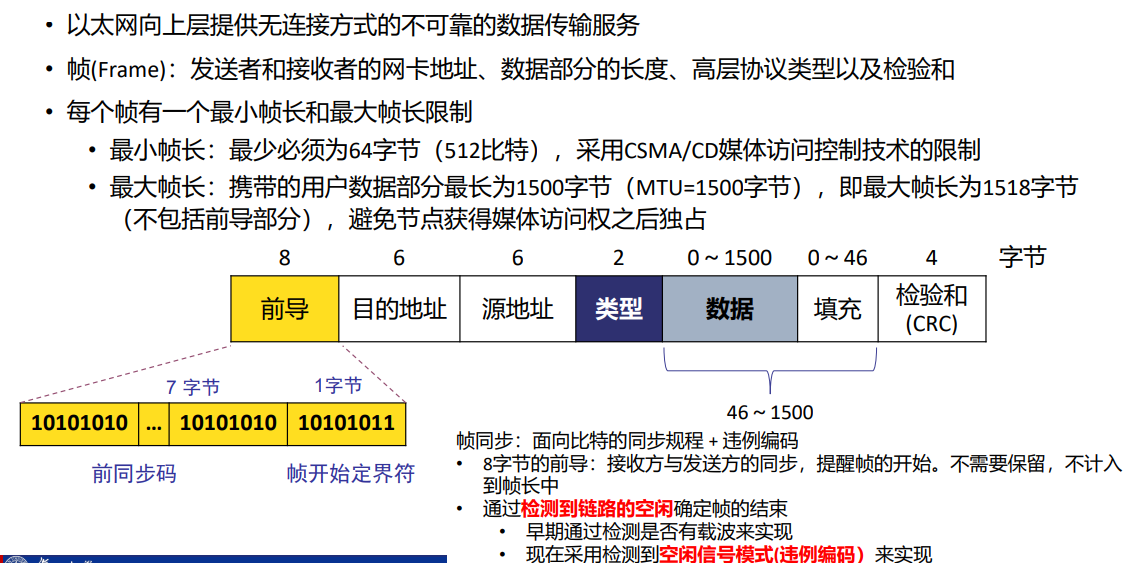 • 以太网向上层提供无连接方式的不可靠的数据传输服务
• 帧(Frame)：发送者和接收者的网卡地址、数据部分的长度、高层协议类型以及检验和
• 每个帧有一个最小帧长和最大帧长限制
• 最小帧长：最少必须为64字节（512比特），采用CSMA/CD媒体访问控制技术的限制
• 最大帧长：携带的用户数据部分最长为1500字节（MTU=1500字节），即最大帧长为1518字节
（不包括前导部分），避免节点获得媒体访问权之后独占
8 6 6 2 0～1500 0～46 4 字节
前导 目的地址 源地址 类型 数据 填充 检验和
(CRC)
7 字节 1字节
10101010 ... 10101010 10101011
前同步码 帧开始定界符
46～1500
帧同步：面向比特的同步规程 + 违例编码
• 8字节的前导：接收方与发送方的同步，提醒帧的开始。不需要保留，不计入
到帧长中
• 通过检测到链路的空闲确定帧的结束
• 早期通过检测是否有载波来实现
• 现在采用检测到空闲信号模式(违例编码）来实现